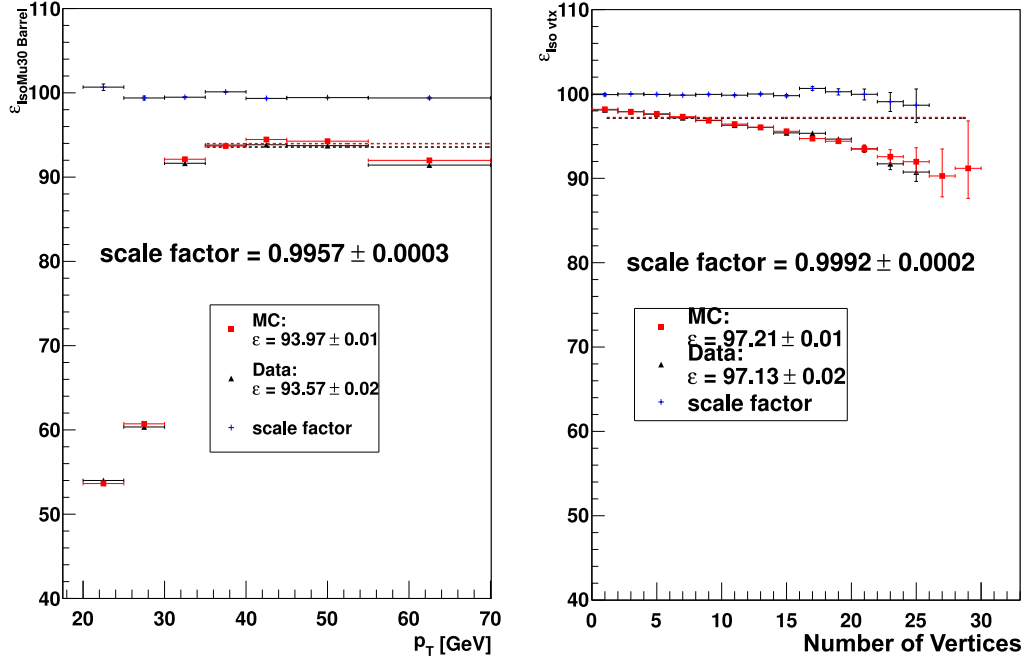 ε_IsoMu30 Barrel
110
100
90
80
70
60
50
40
scale factor = 0.9957 ± 0.0003
MC:
ε = 93.97 ± 0.01
Data:
ε = 93.57 ± 0.02
scale factor
20 30 40 50 60 70
p_T [GeV]
ε_Iso vtx
110
100
90
80
70
60
50
40
scale factor = 0.9992 ± 0.0002
MC:
ε = 97.21 ± 0.01
Data:
ε = 97.13 ± 0.02
scale factor
0 5 10 15 20 25 30
Number of Vertices